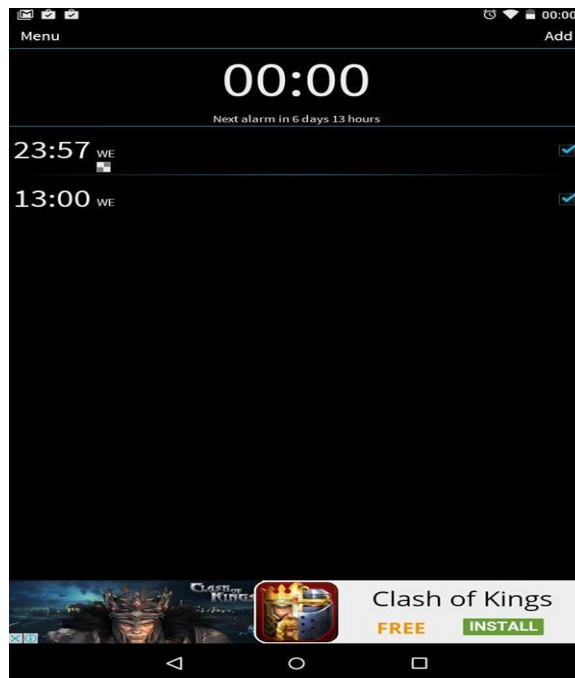 00:00
Menu Add
00:00
Next alarm in 6 days 13 hours
23:57 WE
13:00 WE
CLASH OF
KINGS
Clash of Kings
FREE INSTALL